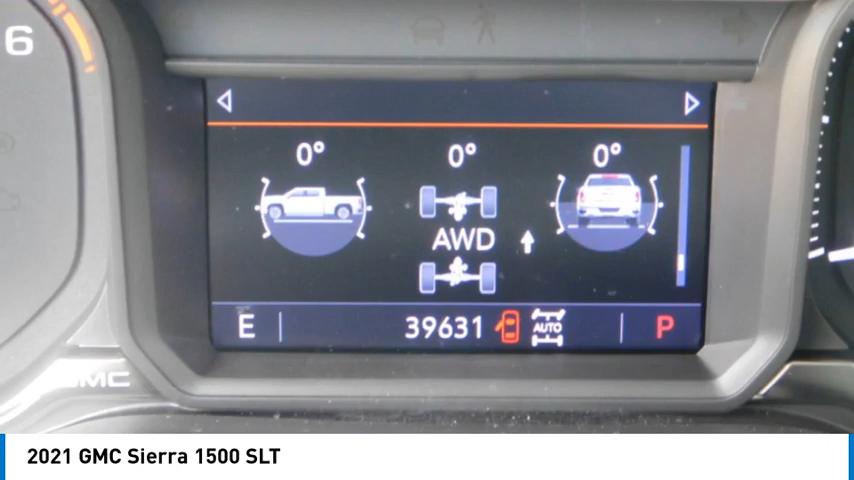 6
0° 0° 0°
AWD
E 39631 AUTO P
GMC
2021 GMC Sierra 1500 SLT